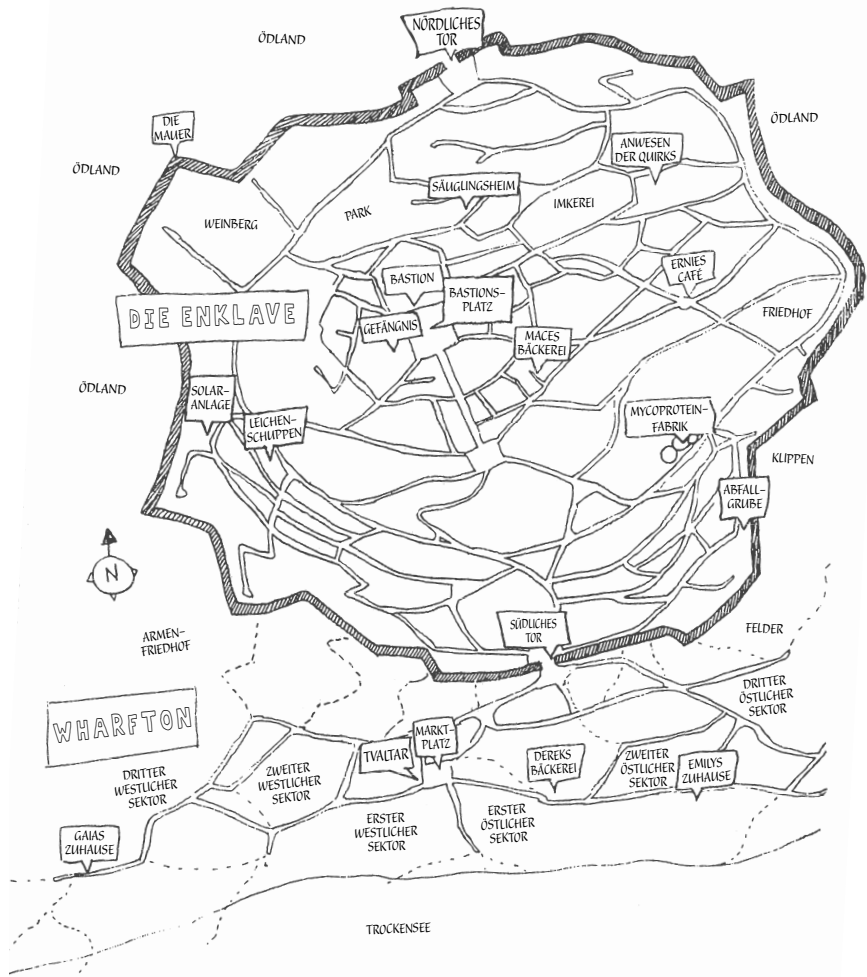 NÖRDLICHES
TOR
ÖDLAND
DIE
MAUER
ÖDLAND
ÖDLAND
ANWESEN
DER QUIRKS
SÄUGLINGSHEIM
IMKEREI
PARK
WEINBERG
ERNIES
CAFÉ
BASTION
BASTIONS-
PLATZ
DIE ENKLAVE
GEFÄNGNIS
FRIEDHOF
MACES
BÄCKEREI
ÖDLAND
SOLAR-
ANLAGE
LEICHEN-
SCHUPPEN
MYCOPROTEIN-
FABRIK
KLIPPEN
ABFALL-
GRUBE
N
ARMEN-
FRIEDHOF
SÜDLICHES
TOR
FELDER
DRITTER
ÖSTLICHER
SEKTOR
WHARFTON
MARKT-
PLATZ
TVALTAR
DEREKS
BÄCKEREI
ZWEITER
ÖSTLICHER
SEKTOR
EMILYS
ZUHAUSE
DRITTER
WESTLICHER
SEKTOR
ZWEITER
WESTLICHER
SEKTOR
ERSTER
WESTLICHER
SEKTOR
ERSTER
ÖSTLICHER
SEKTOR
GAIAS
ZUHAUSE
TROCKENSEE